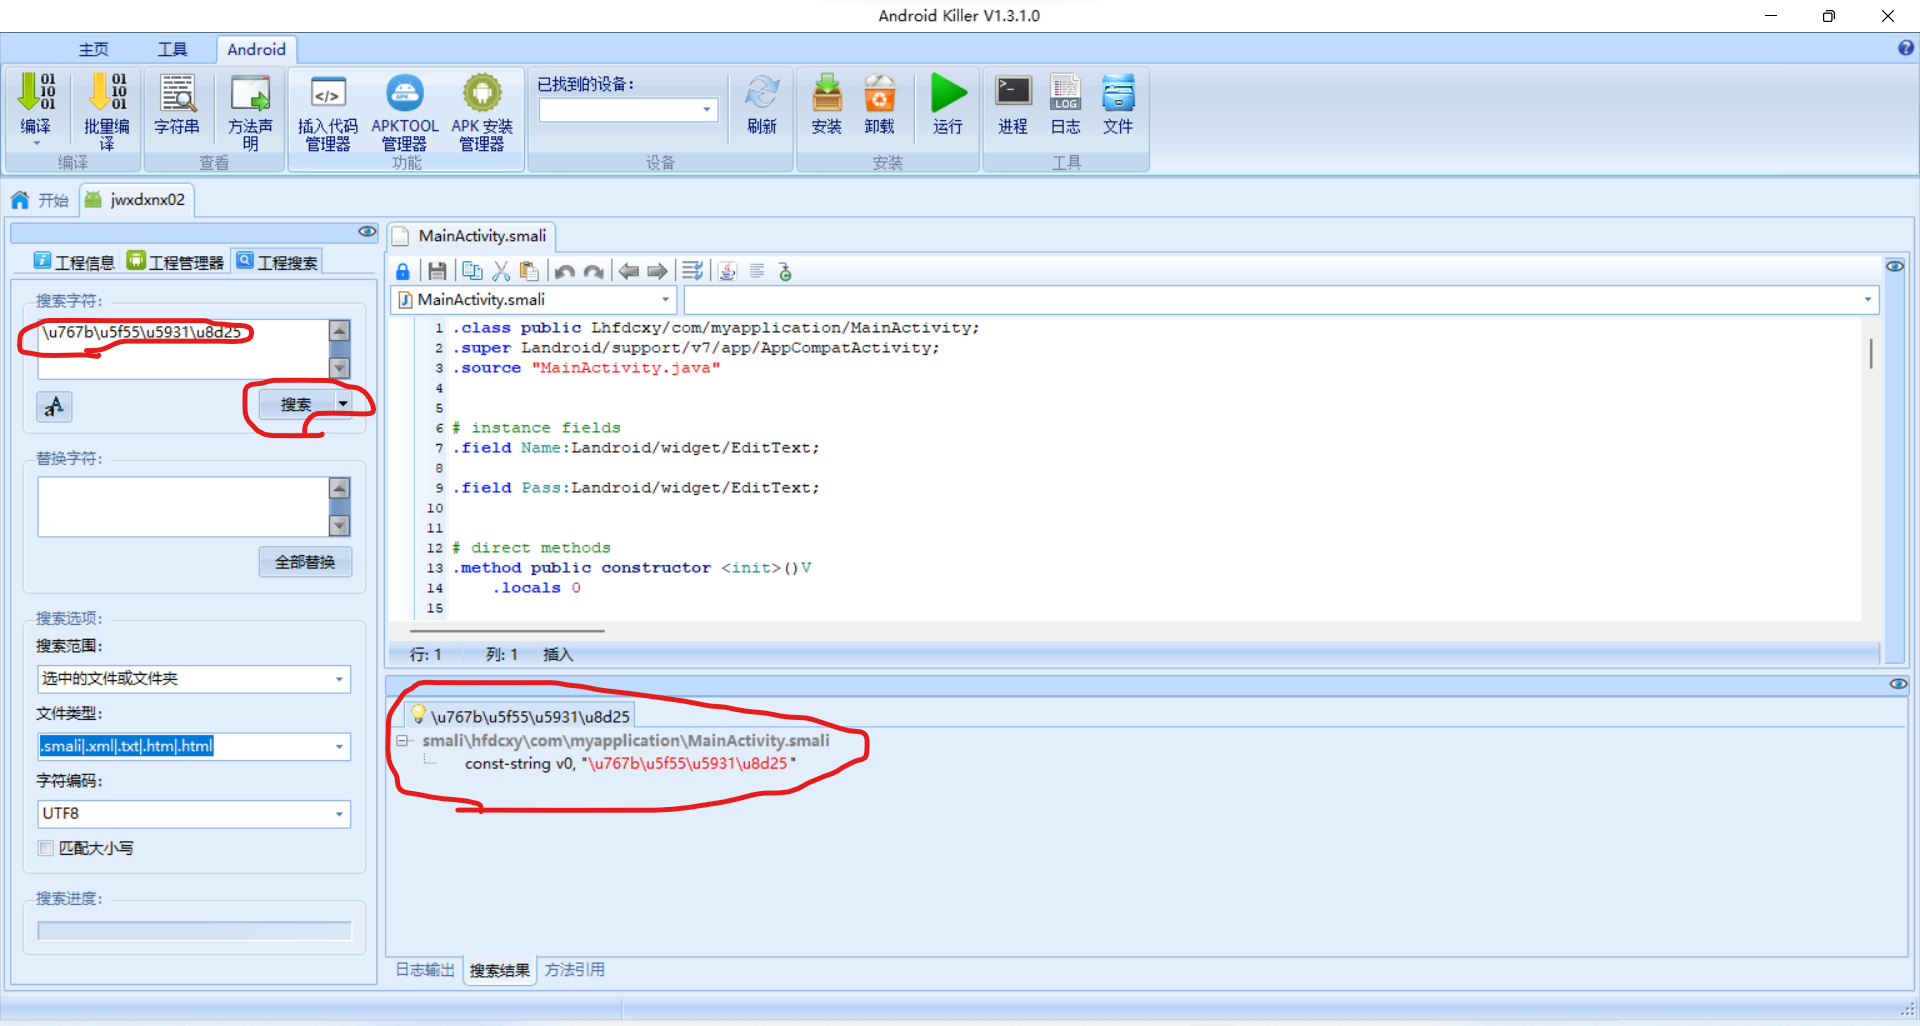 Android Killer V1.3.1.0
主页 工具 Android
编译 批量编译 字符串 方法声明 插入代码管理器 APKTOOL管理器 APK 安装管理器 已找到的设备: 刷新 安装 卸载 运行 进程 日志 文件
编译 查看 功能 设备 安装 工具
开始 jwxdxnx02
工程信息 工程管理器 工程搜索
搜索字符:
\u767b\u5f55\u5931\u8d25
搜索
替换字符:
全部替换
搜索选项:
搜索范围:
选中的文件或文件夹
文件类型:
.smali|.xml|.txt|.htm|.html
字符编码:
UTF8
匹配大小写
搜索进度:
MainActivity.smali
MainActivity.smali
1 .class public Lhfdcxy/com/myapplication/MainActivity;
2 .super Landroid/support/v7/app/AppCompatActivity;
3 .source "MainActivity.java"
4
5
6 # instance fields
7 .field Name:Landroid/widget/EditText;
8
9 .field Pass:Landroid/widget/EditText;
10
11
12 # direct methods
13 .method public constructor <init>()V
14 .locals 0
15
行: 1 列: 1 插入
\u767b\u5f55\u5931\u8d25
smali\hfdcxy\com\myapplication\MainActivity.smali
const-string v0, "\u767b\u5f55\u5931\u8d25"
日志输出 搜索结果 方法引用